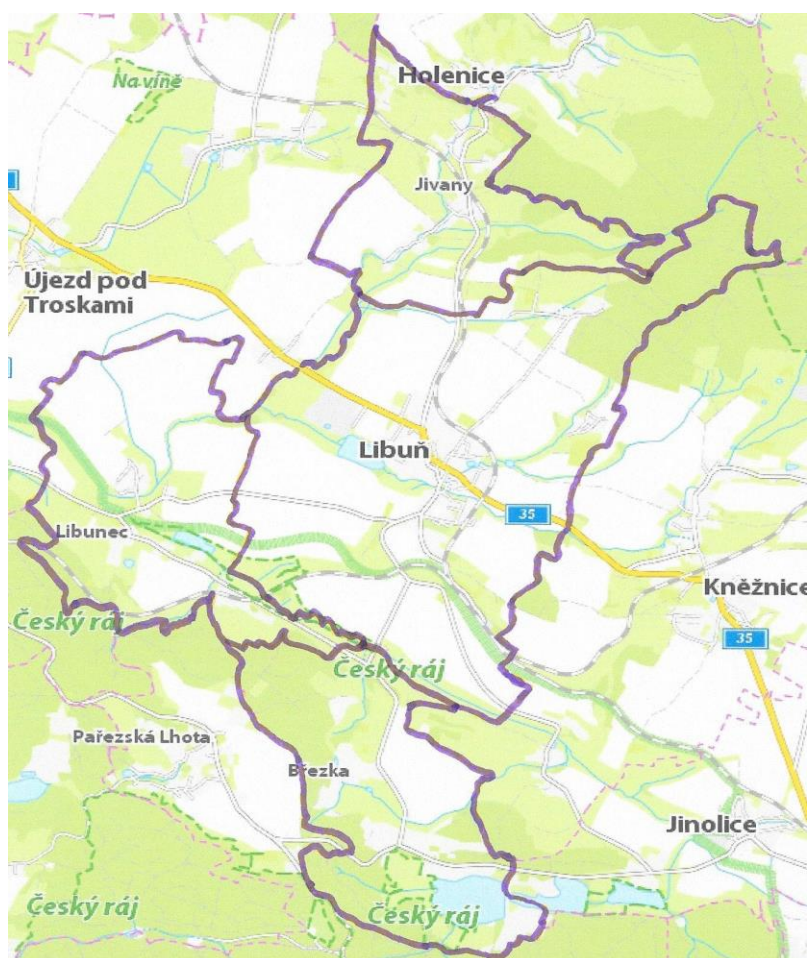 Holenice
Na víně
Jivany
Újezd pod
Troskami
Libuň
35
Libunec
Kněžnice
Český ráj
35
Český ráj
Pařezská Lhota
Březka
Jinolice
Český ráj
Český ráj